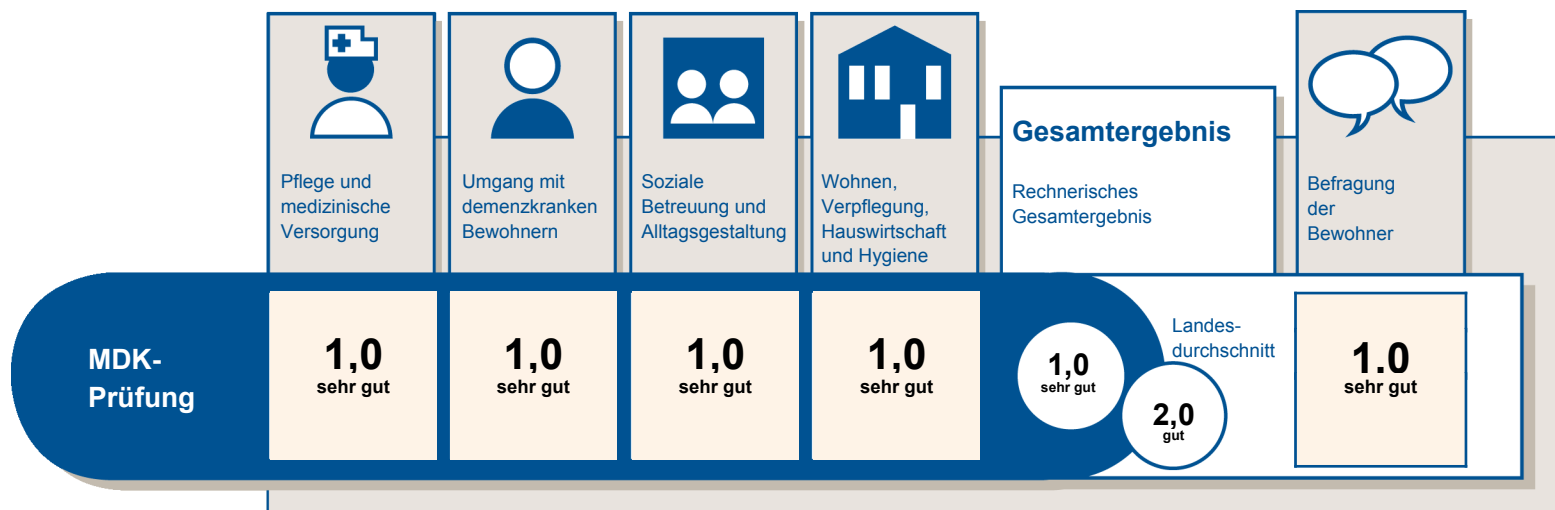 Pflege und
medizinische
Versorgung
Umgang mit
demenzkranken
Bewohnern
Soziale
Betreuung und
Alltagsgestaltung
Wohnen,
Verpflegung,
Hauswirtschaft
und Hygiene
Gesamtergebnis
Rechnerisches
Gesamtergebnis
Befragung
der
Bewohner
MDK-
Prüfung
1,0
sehr gut
1,0
sehr gut
1,0
sehr gut
1,0
sehr gut
1,0
sehr gut
Landes-
durchschnitt
2,0
gut
1.0
sehr gut